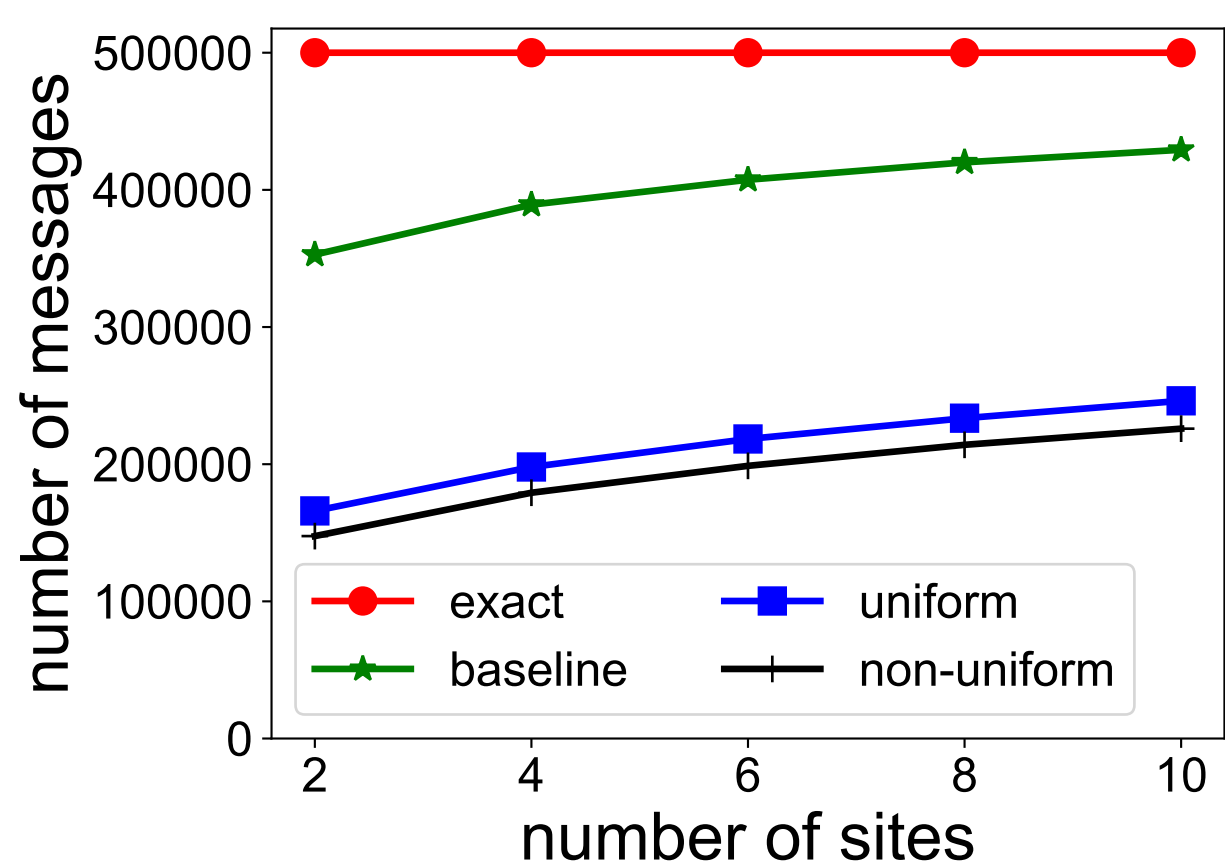 500000
400000
300000
200000
100000
0
number of messages
exact
uniform
baseline
non-uniform
2 4 6 8 10
number of sites